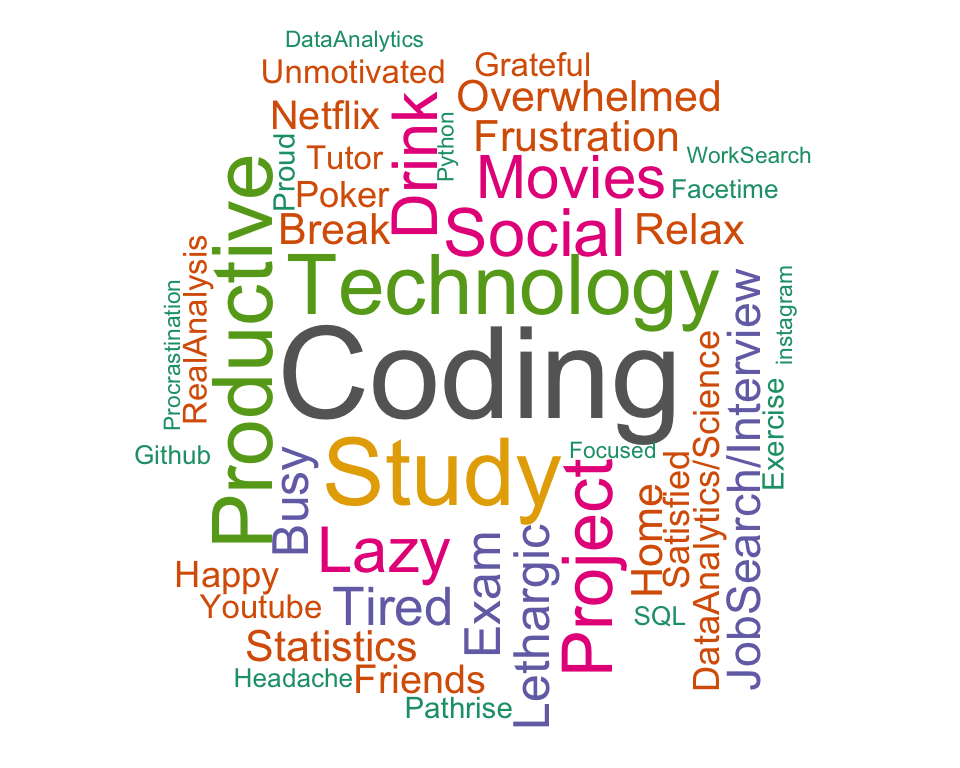 DataAnalytics
Unmotivated
Grateful
Netflix
Overwhelmed
Drink
Python
Proud
Tutor
Frustration
WorkSearch
Poker
Movies
Facetime
Break
Social
Relax
Productive
Technology
RealAnalysis
Procrastination
Coding
JobSearch/Interview
instagram
Exercise
DataAnalytics/Science
Github
Study
Focused
Busy
Satisfied
Home
Project
Lazy
Exam
Lethargic
Happy
Youtube
Tired
SQL
Statistics
Headache
Friends
Pathrise